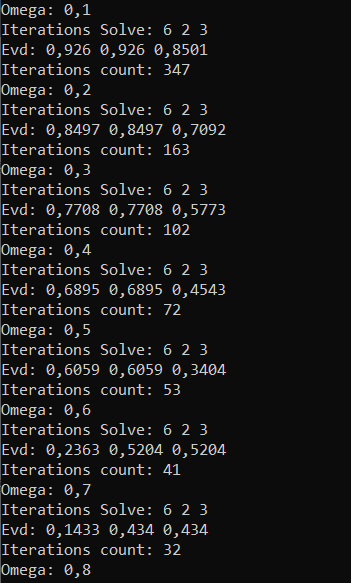 Omega: 0,1
Iterations Solve: 6 2 3
Evd: 0,926 0,926 0,8501
Iterations count: 347
Omega: 0,2
Iterations Solve: 6 2 3
Evd: 0,8497 0,8497 0,7092
Iterations count: 163
Omega: 0,3
Iterations Solve: 6 2 3
Evd: 0,7708 0,7708 0,5773
Iterations count: 102
Omega: 0,4
Iterations Solve: 6 2 3
Evd: 0,6895 0,6895 0,4543
Iterations count: 72
Omega: 0,5
Iterations Solve: 6 2 3
Evd: 0,6059 0,6059 0,3404
Iterations count: 53
Omega: 0,6
Iterations Solve: 6 2 3
Evd: 0,2363 0,5204 0,5204
Iterations count: 41
Omega: 0,7
Iterations Solve: 6 2 3
Evd: 0,1433 0,434 0,434
Iterations count: 32
Omega: 0,8